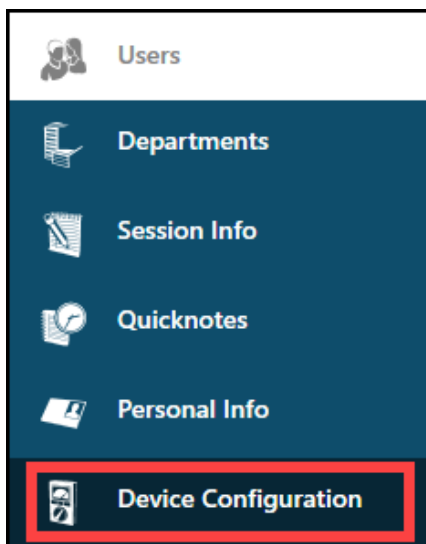 Users
Departments
Session Info
Quicknotes
Personal Info
Device Configuration